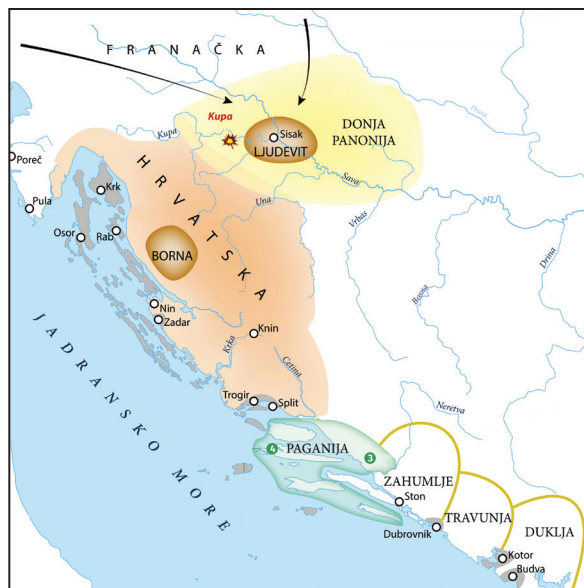 FRANAČKA
Kupa
Kupa
Drava
Sisak
LJUDEVIT
DONJA
PANONIJA
Poreč
Pula
Krk
Osor
Rab
HRVATSKA
Una
Sava
Vrbas
Bosna
Drina
BORNA
Nin
Zadar
Knin
Krka
Cetina
Trogir
Split
Neretva
JADRANSKO MORE
4
PAGANIJA
3
ZAHUMLJE
Ston
TRAVUNJA
Dubrovnik
DUKLJA
Kotor
Budva